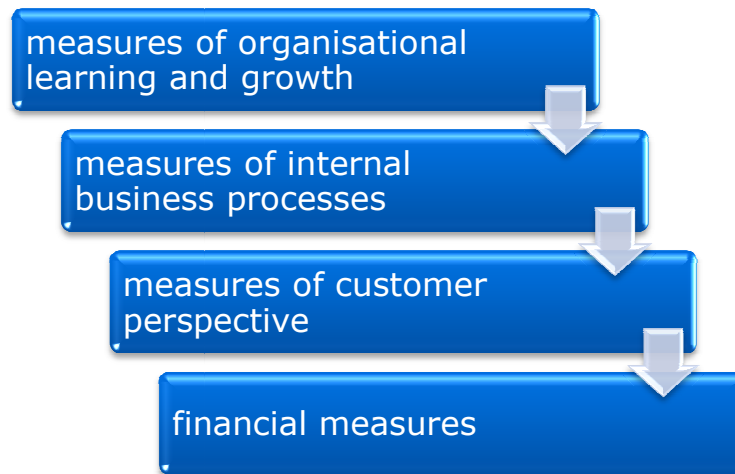 measures of organisational
learning and growth
measures of internal
business processes
measures of customer
perspective
financial measures